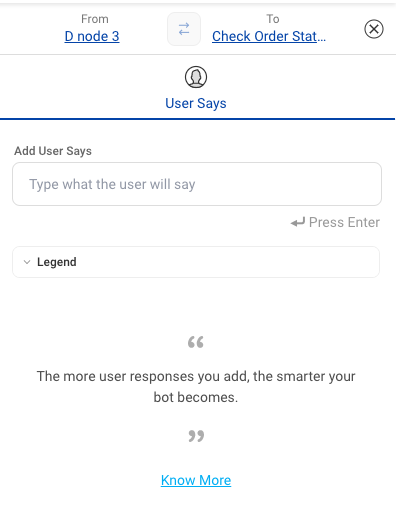 From
To
D node 3
Check Order Stat...
User Says
Add User Says
Type what the user will say
Press Enter
Legend
“
The more user responses you add, the smarter your
bot becomes.
”
Know More